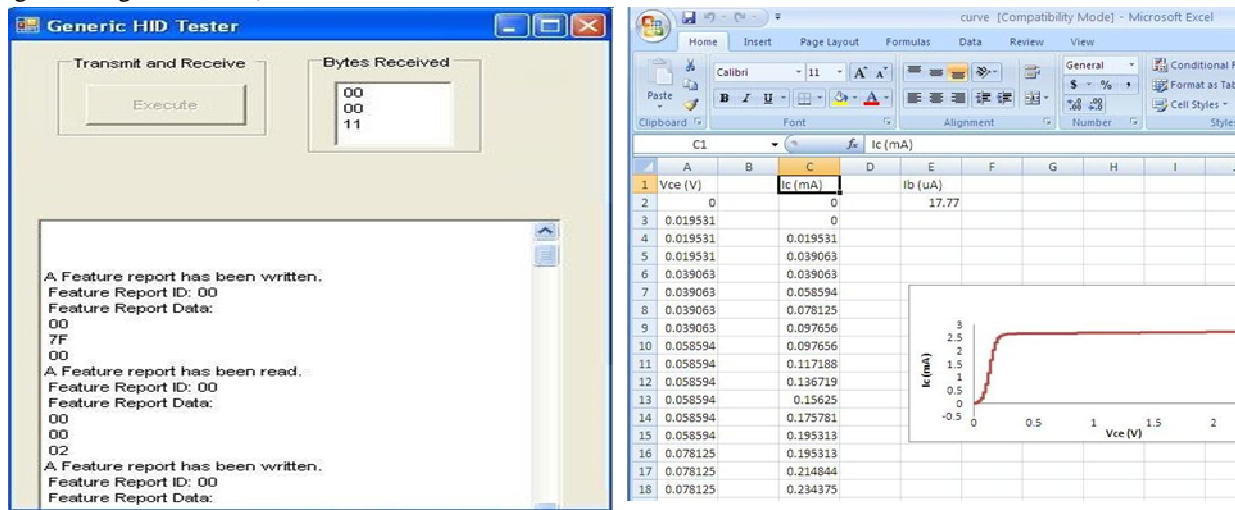 Generic HID Tester
Transmit and Receive
Bytes Received
Execute
00
00
11
A Feature report has been written.
Feature Report ID: 00
Feature Report Data:
00
7F
00
A Feature report has been read.
Feature Report ID: 00
Feature Report Data:
00
00
02
A Feature report has been written.
Feature Report ID: 00
Feature Report Data:
curve [Compatibility Mode] - Microsoft Excel
Home Insert Page Layout Formulas Data Review View
Paste
Calibri 11 A A
B I U A
General
$ % ,
.00 .0
Conditional F
Format as Tab
Cell Styles
Clipboard Font Alignment Number Styles
C1 fx Ic (mA)
A B C D E F G H I
1 Vce (V) Ic (mA) Ib (uA)
2 0 0 17.77
3 0.019531 0
4 0.019531 0.019531
5 0.019531 0.039063
6 0.039063 0.039063
7 0.039063 0.058594
8 0.039063 0.078125
9 0.039063 0.097656
10 0.058594 0.097656
11 0.058594 0.117188
12 0.058594 0.136719
13 0.058594 0.15625
14 0.058594 0.175781
15 0.058594 0.195313
16 0.078125 0.195313
17 0.078125 0.214844
18 0.078125 0.234375
3
2.5
2
1.5
1
0.5
0
-0.5
Ic (mA)
0 0.5 1 1.5 2
Vce (V)